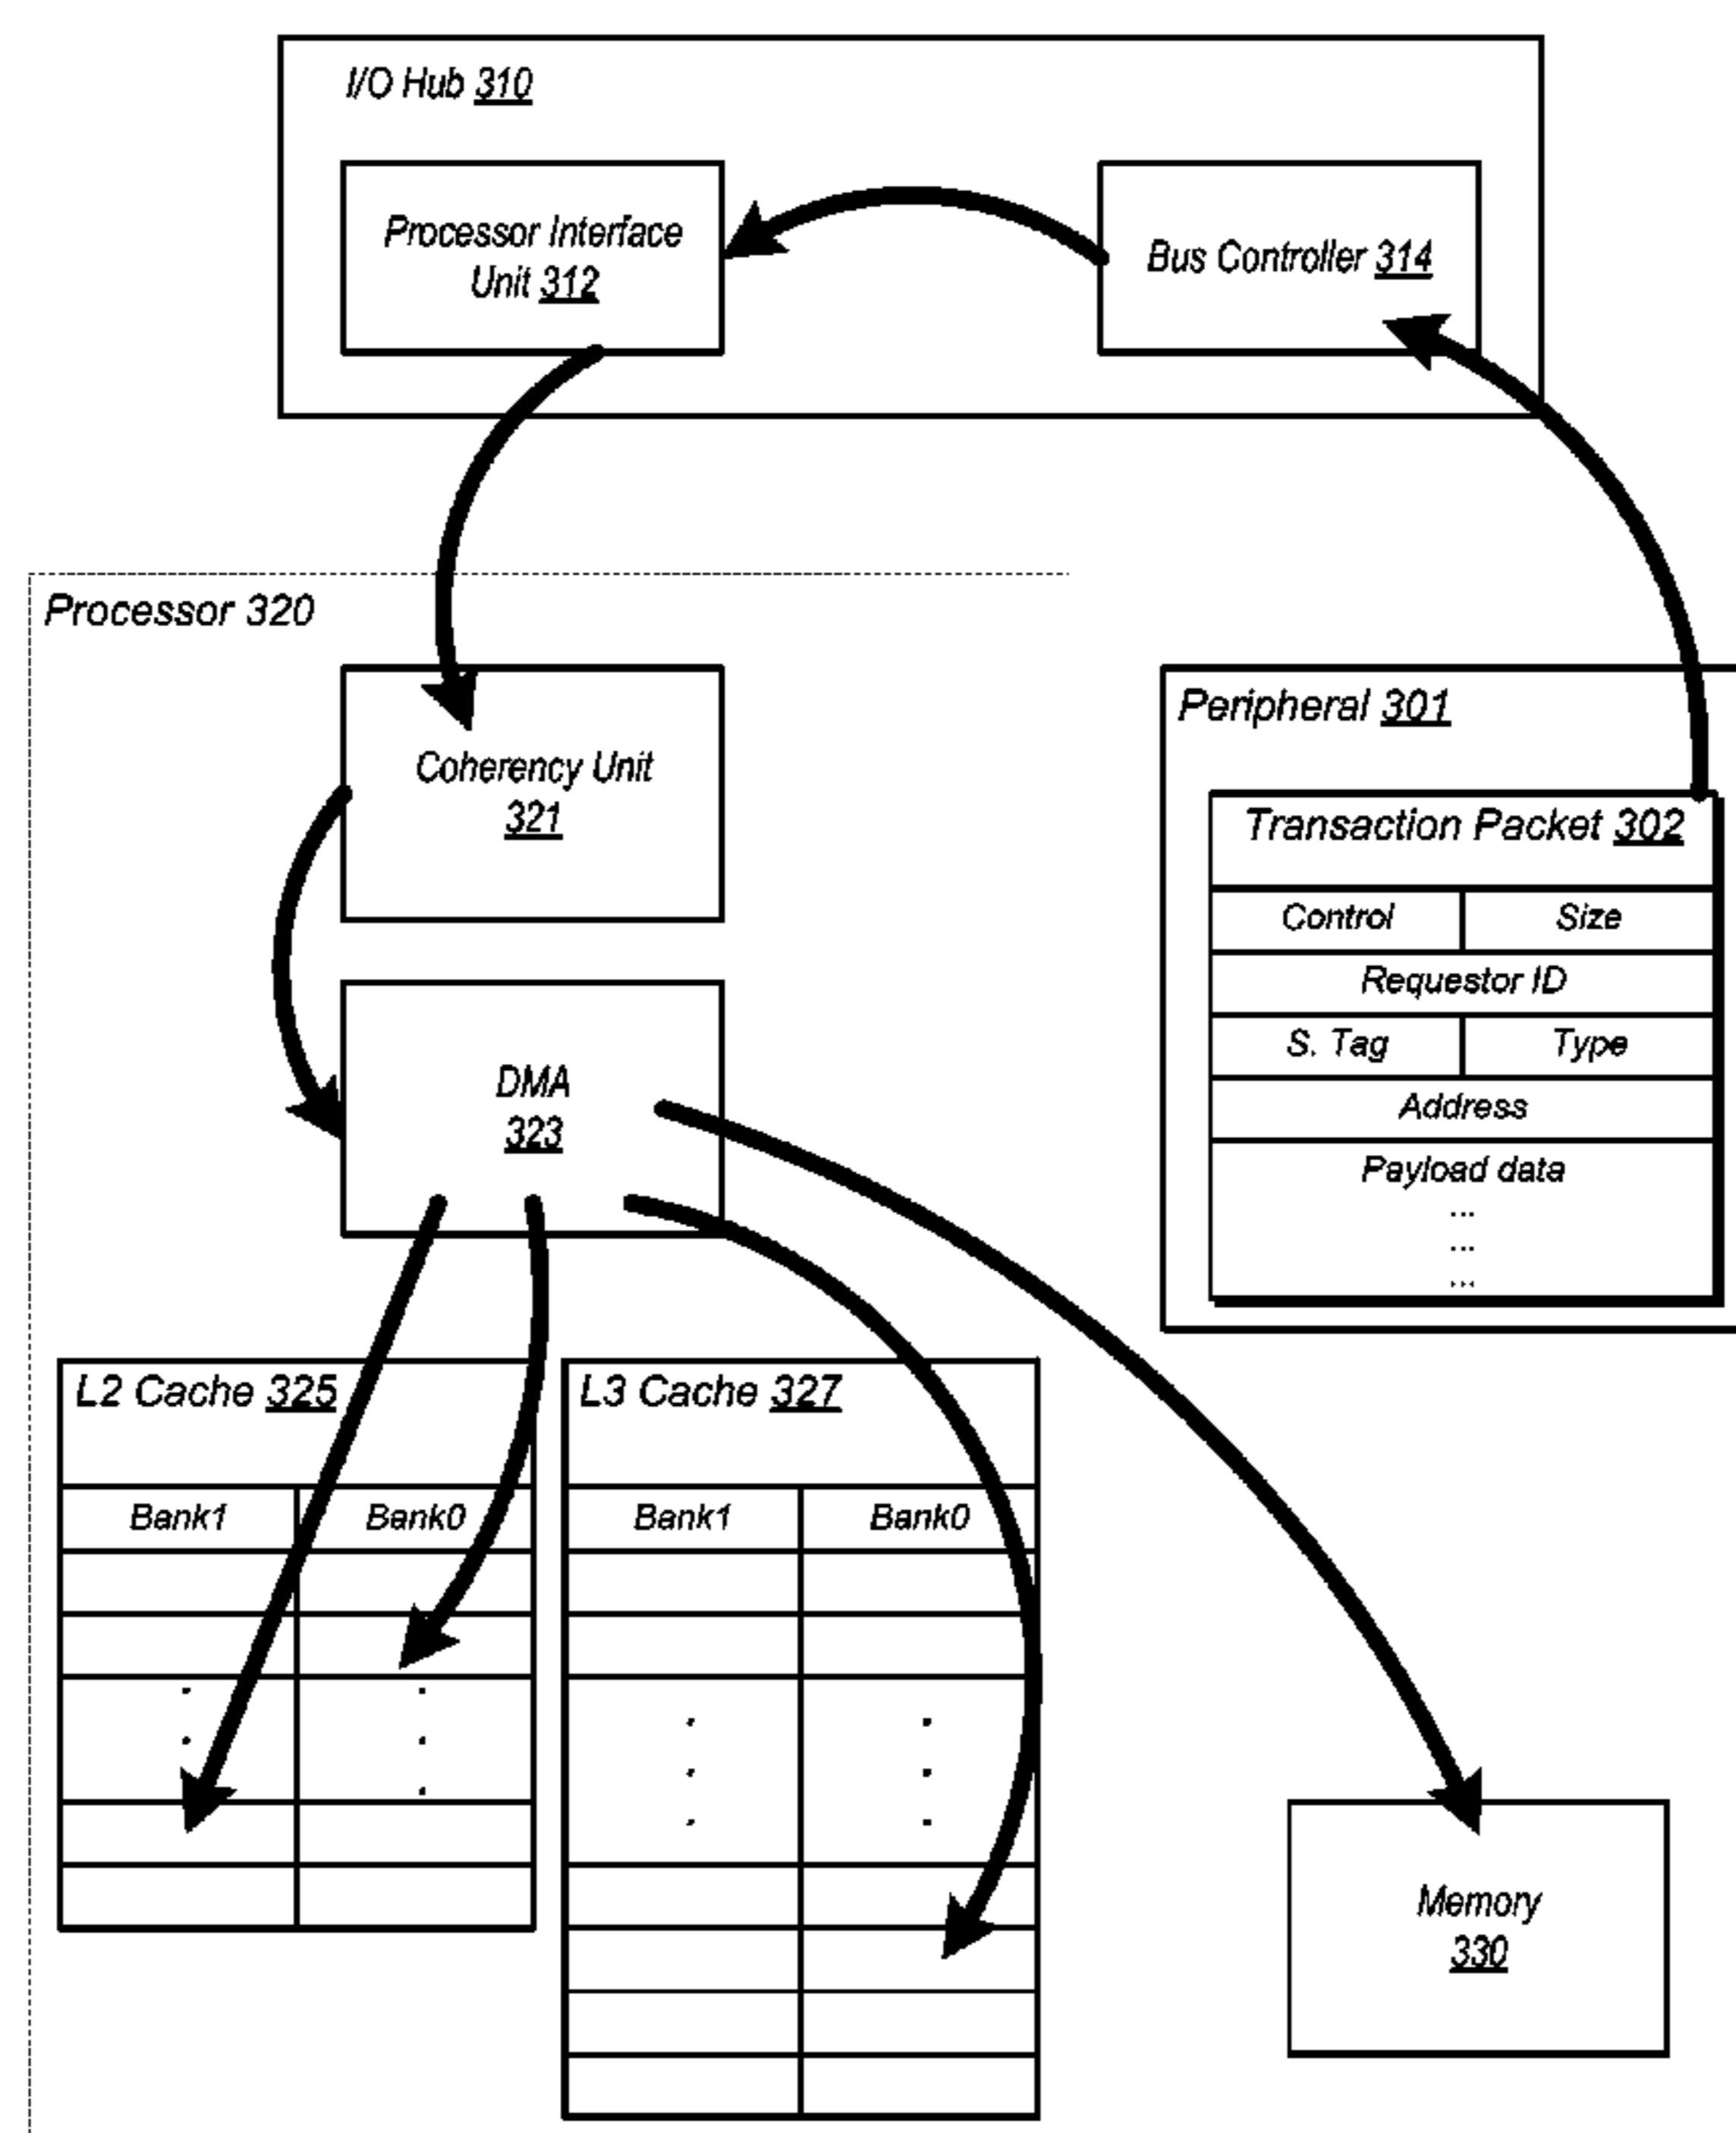 I/O Hub 310
Processor Interface
Unit 312
Bus Controller 314
Processor 320
Coherency Unit
321
DMA
323
Peripheral 301
Transaction Packet 302
Control Size
Requestor ID
S. Tag Type
Address
Payload data
...
...
...
L2 Cache 325
Bank1 Bank0
L3 Cache 327
Bank1 Bank0
Memory
330